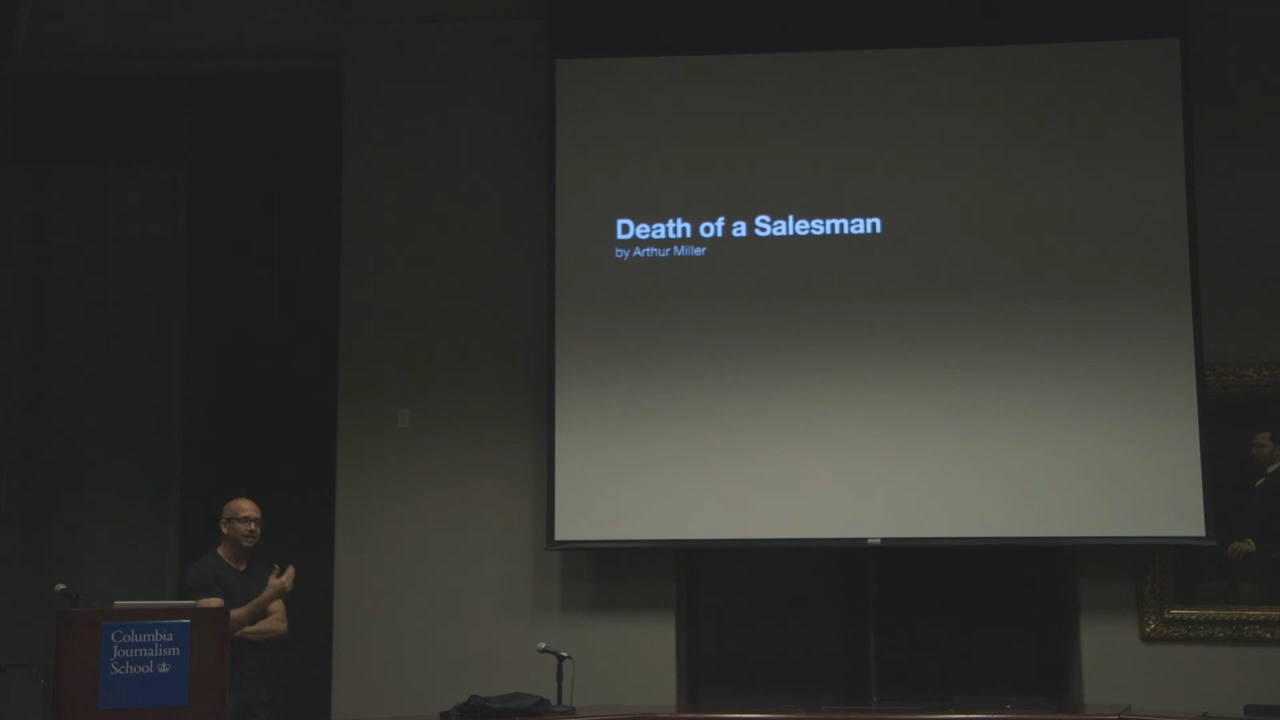 Death of a Salesman
by Arthur Miller
Columbia
Journalism
School